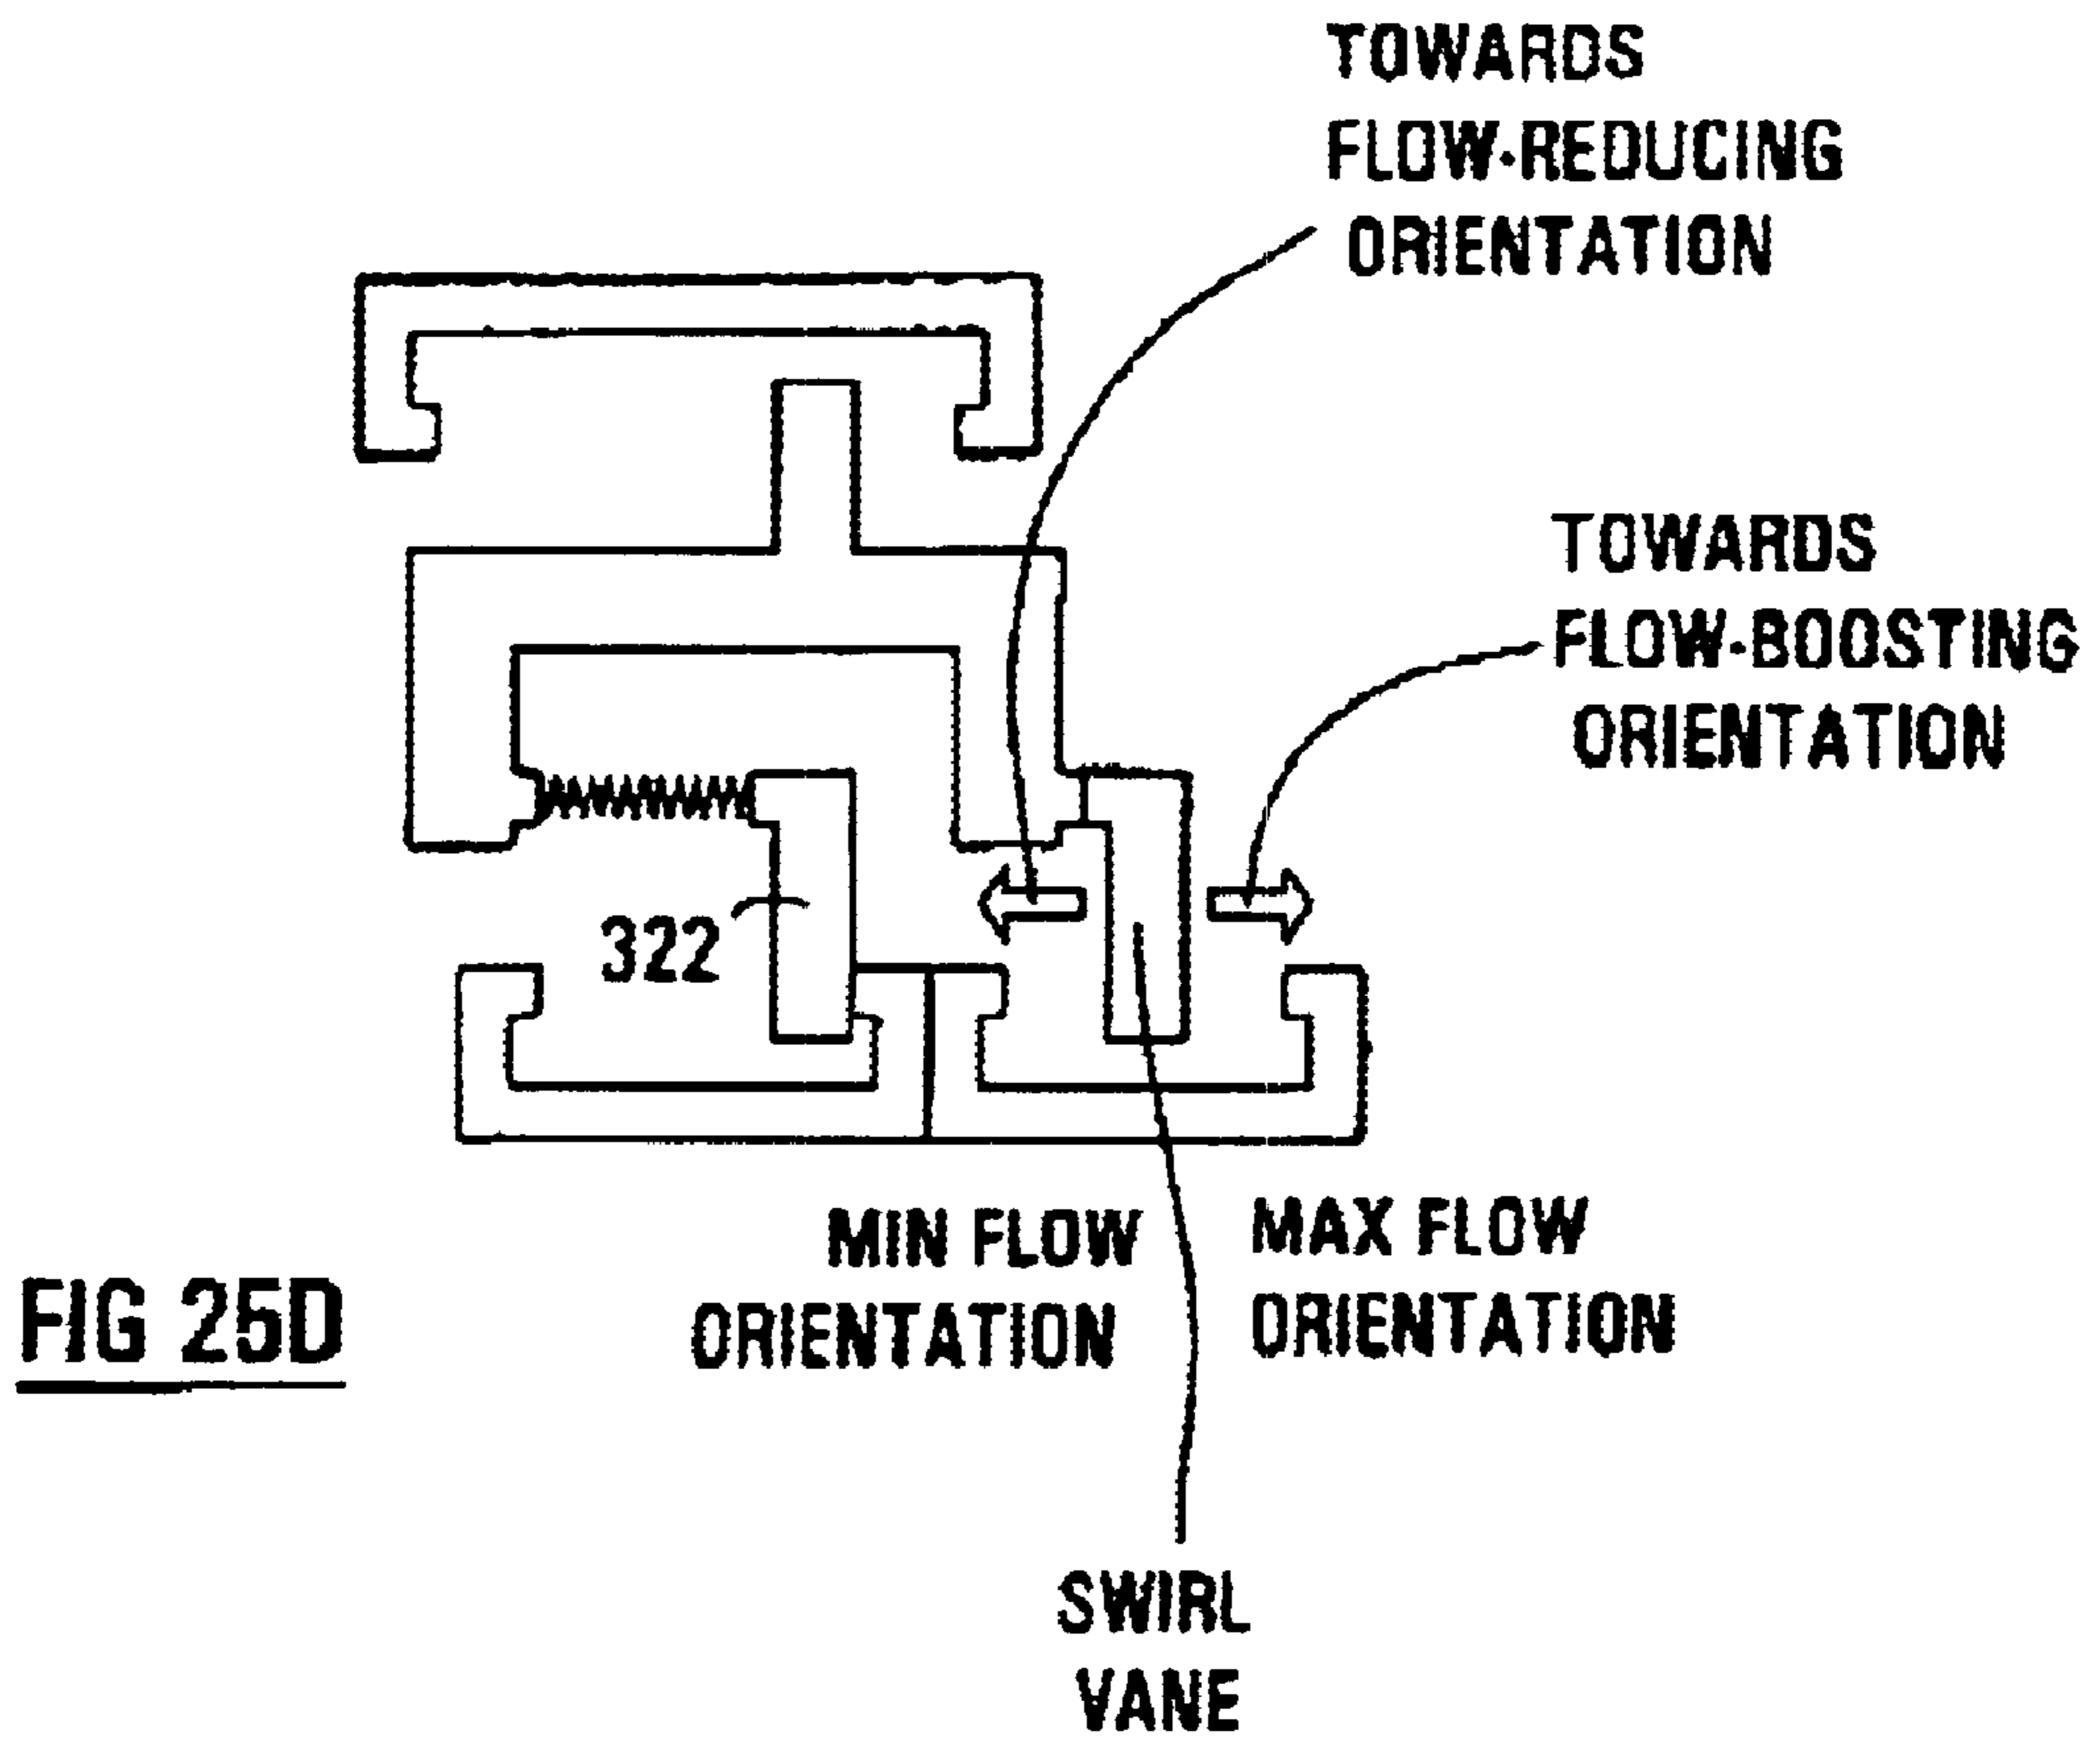 TOWARDS
FLOW-REDUCING
ORIENTATION
TOWARDS
FLOW-BOOSTING
ORIENTATION
322
MIN FLOW
ORIENTATION
MAX FLOW
ORIENTATION
FIG 25D
SWIRL
VANE